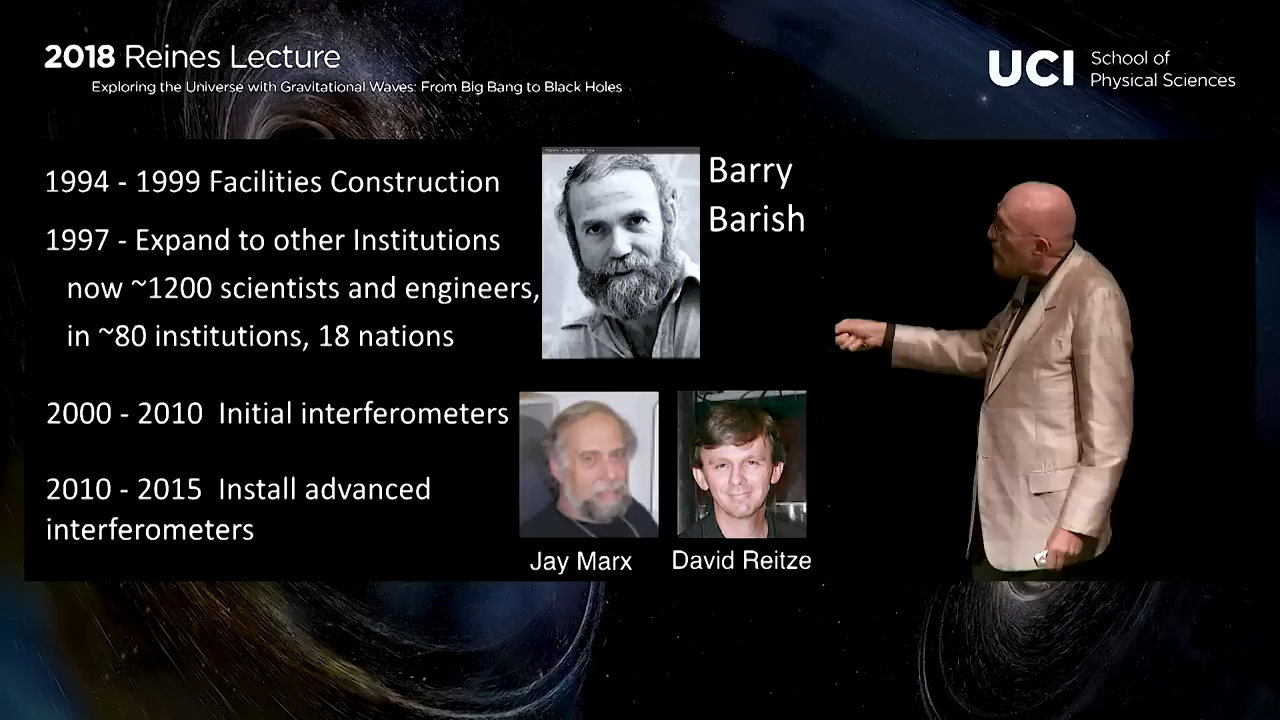 2018 Reines Lecture
Exploring the Universe with Gravitational Waves: From Big Bang to Black Holes
UCI School of
Physical Sciences
1994 - 1999 Facilities Construction
1997 - Expand to other Institutions
now ~1200 scientists and engineers,
in ~80 institutions, 18 nations
Barry
Barish
2000 - 2010 Initial interferometers
2010 - 2015 Install advanced
interferometers
Jay Marx
David Reitze